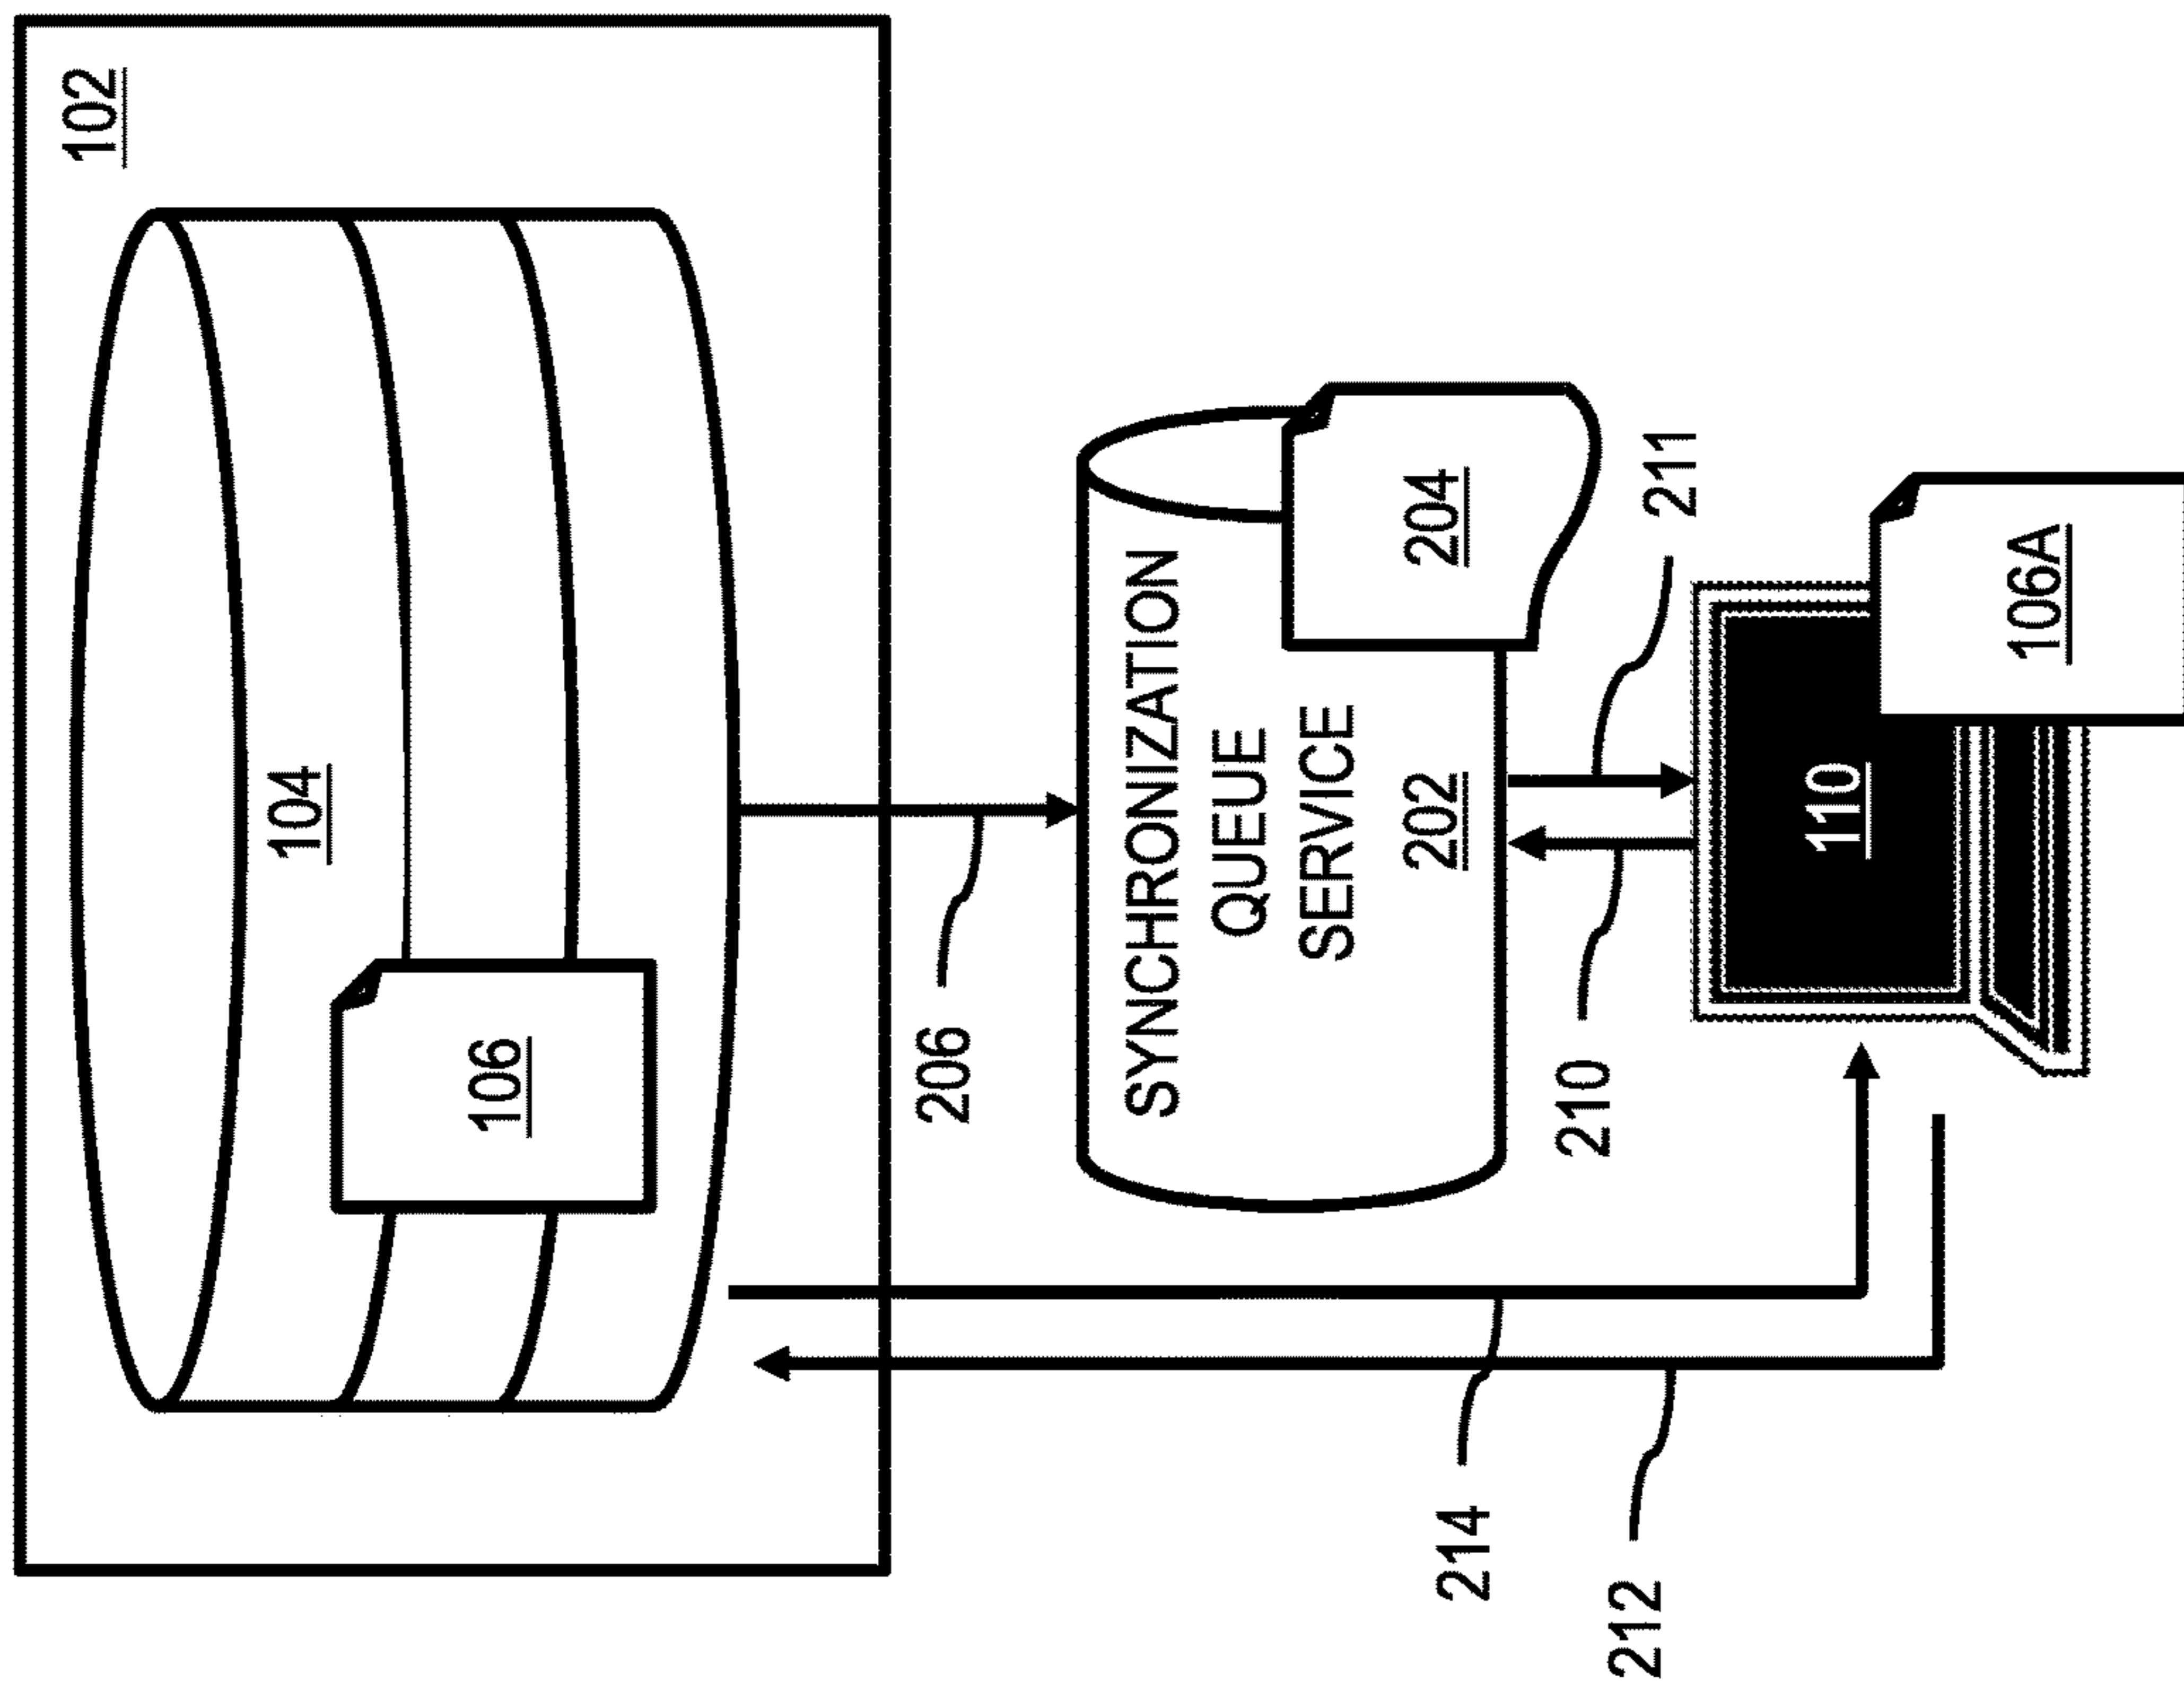 102
104
106
206
SYNCHRONIZATION
QUEUE
SERVICE
202
204
210
211
214
212
110
106A